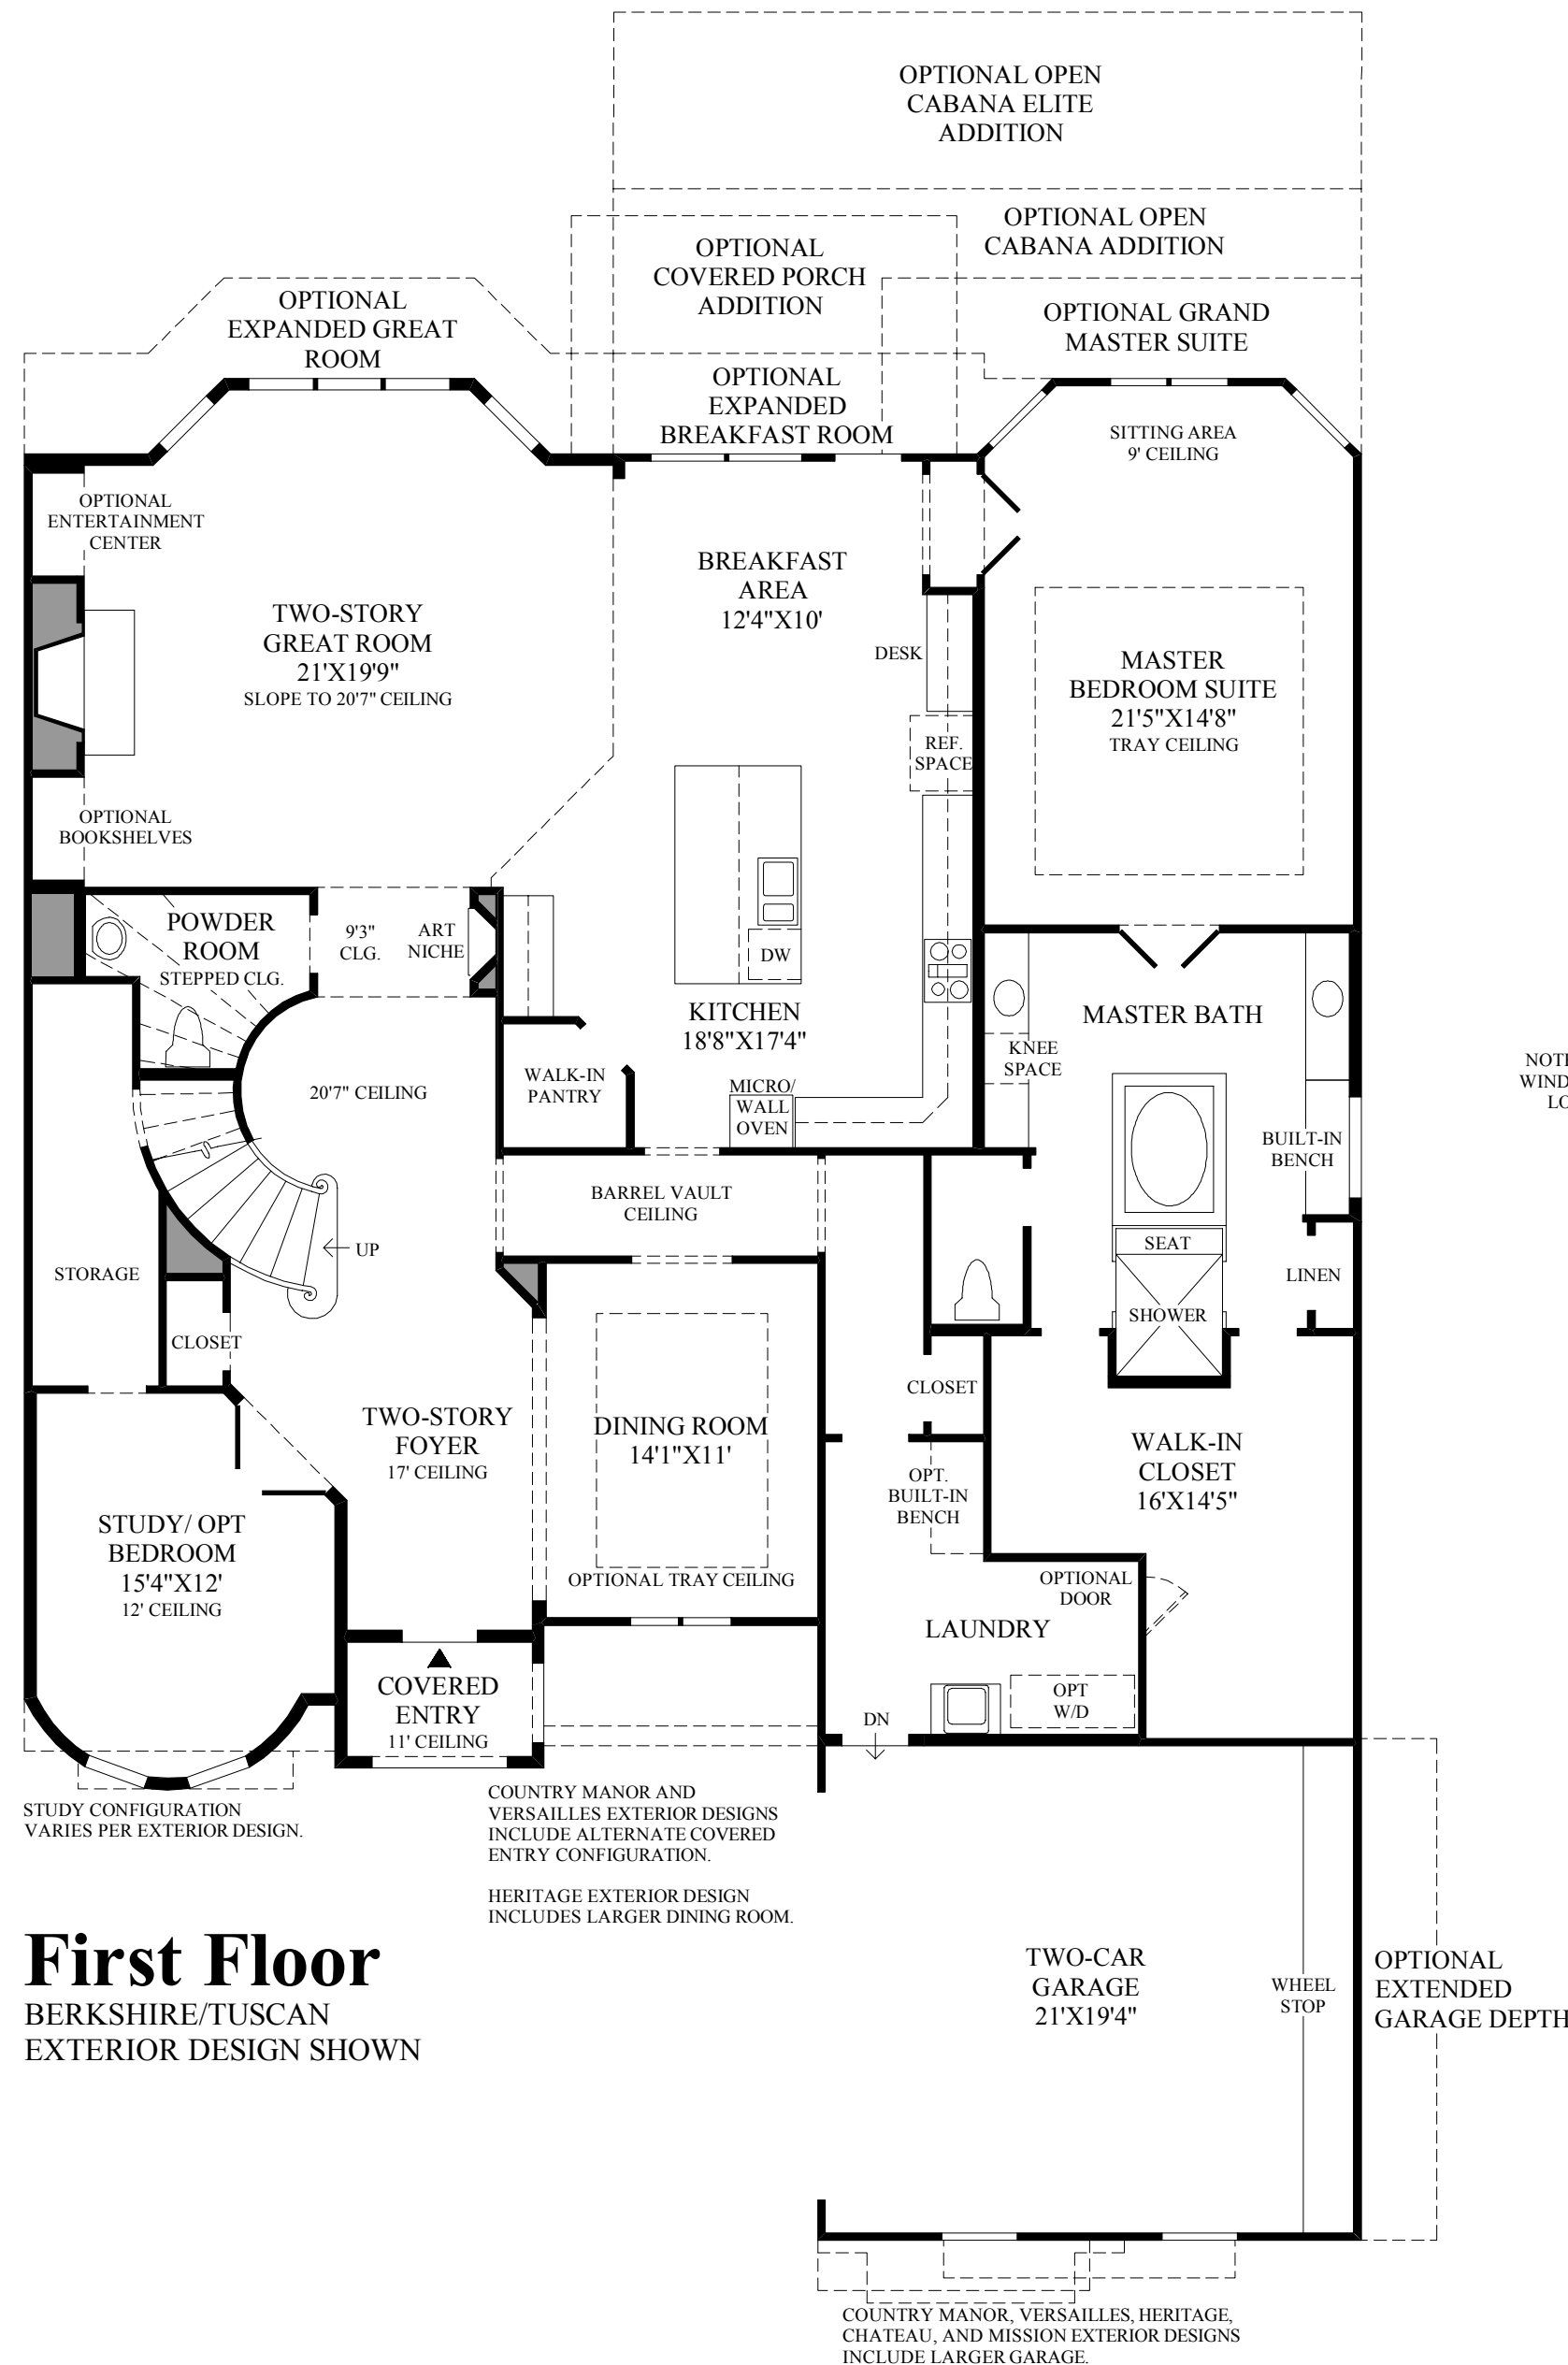 OPTIONAL OPEN
CABANA ELITE
ADDITION
OPTIONAL OPEN
CABANA ADDITION
OPTIONAL
COVERED PORCH
ADDITION
OPTIONAL
EXPANDED GREAT
ROOM
OPTIONAL GRAND
MASTER SUITE
OPTIONAL
EXPANDED
BREAKFAST ROOM
SITTING AREA
9' CEILING
OPTIONAL
ENTERTAINMENT
CENTER
BREAKFAST
AREA
12'4"X10'
TWO-STORY
GREAT ROOM
21'X19'9"
SLOPE TO 20'7" CEILING
DESK
MASTER
BEDROOM SUITE
21'5"X14'8"
TRAY CEILING
REF.
SPACE
OPTIONAL
BOOKSHELVES
POWDER
ROOM
STEPPED CLG.
9'3"
CLG.
ART
NICHE
DW
KITCHEN
18'8"X17'4"
MASTER BATH
KNEE
SPACE
WALK-IN
PANTRY
MICRO/
WALL
OVEN
20'7" CEILING
BUILT-IN
BENCH
BARREL VAULT
CEILING
UP
SEAT
STORAGE
LINEN
SHOWER
CLOSET
CLOSET
TWO-STORY
FOYER
17' CEILING
DINING ROOM
14'1"X11'
WALK-IN
CLOSET
16'X14'5"
OPT.
BUILT-IN
BENCH
STUDY/ OPT
BEDROOM
15'4"X12'
12' CEILING
OPTIONAL TRAY CEILING
OPTIONAL
DOOR
LAUNDRY
COVERED
ENTRY
11' CEILING
OPT
W/D
DN
STUDY CONFIGURATION
VARIES PER EXTERIOR DESIGN.
COUNTRY MANOR AND
VERSAILLES EXTERIOR DESIGNS
INCLUDE ALTERNATE COVERED
ENTRY CONFIGURATION.
HERITAGE EXTERIOR DESIGN
INCLUDES LARGER DINING ROOM.
First Floor
BERKSHIRE/TUSCAN
EXTERIOR DESIGN SHOWN
TWO-CAR
GARAGE
21'X19'4"
WHEEL
STOP
OPTIONAL
EXTENDED
GARAGE DEPTH
COUNTRY MANOR, VERSAILLES, HERITAGE,
CHATEAU, AND MISSION EXTERIOR DESIGNS
INCLUDE LARGER GARAGE.